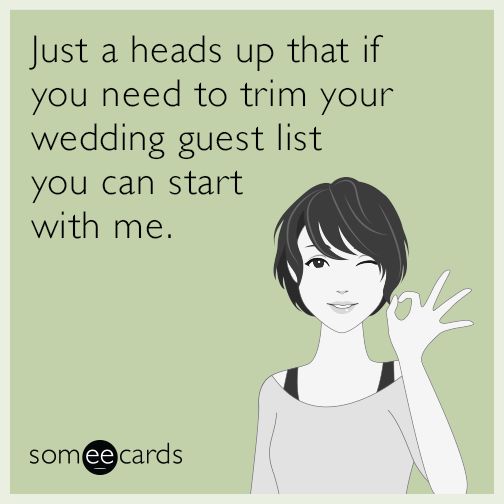 Just a heads up that if
you need to trim your
wedding guest list
you can start
with me.
someecards